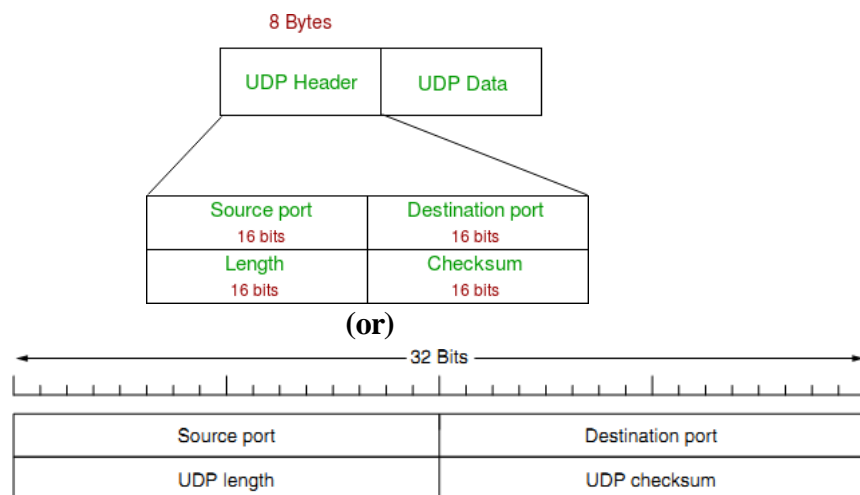 8 Bytes
UDP Header UDP Data
Source port Destination port
16 bits 16 bits
Length Checksum
16 bits 16 bits
(or)
32 Bits
Source port Destination port
UDP length UDP checksum